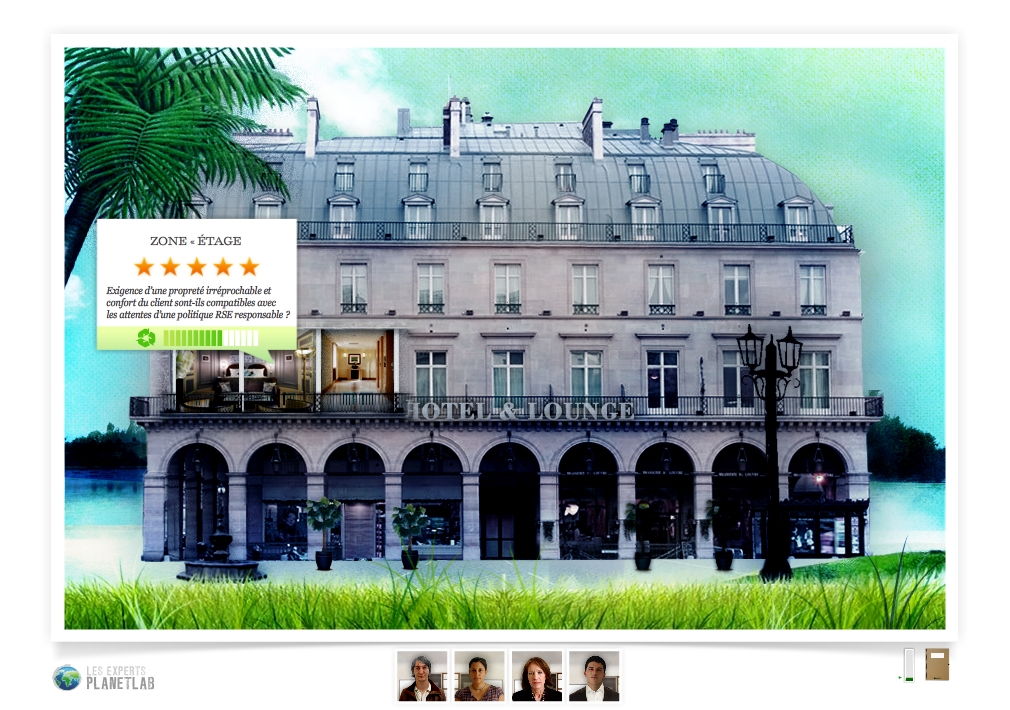 ZONE « ÉTAGE
Exigence d'une propreté irréprochable et
confort du client sont-ils compatibles avec
les attentes d'une politique RSE responsable ?
HOTEL & LOUNGE
LES EXPERTS
PLANETLAB